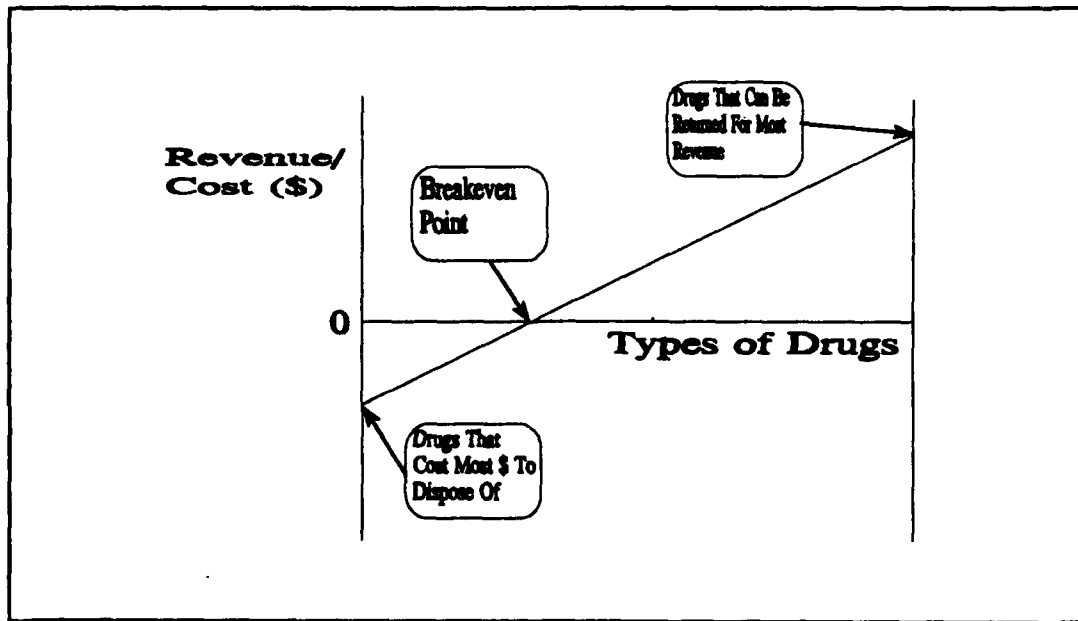 Drugs That Can Be
Returned For Most
Revenue
Revenue/
Cost ($)
Breakeven
Point
0
Types of Drugs
Drugs That
Cost Most $ To
Dispose Of